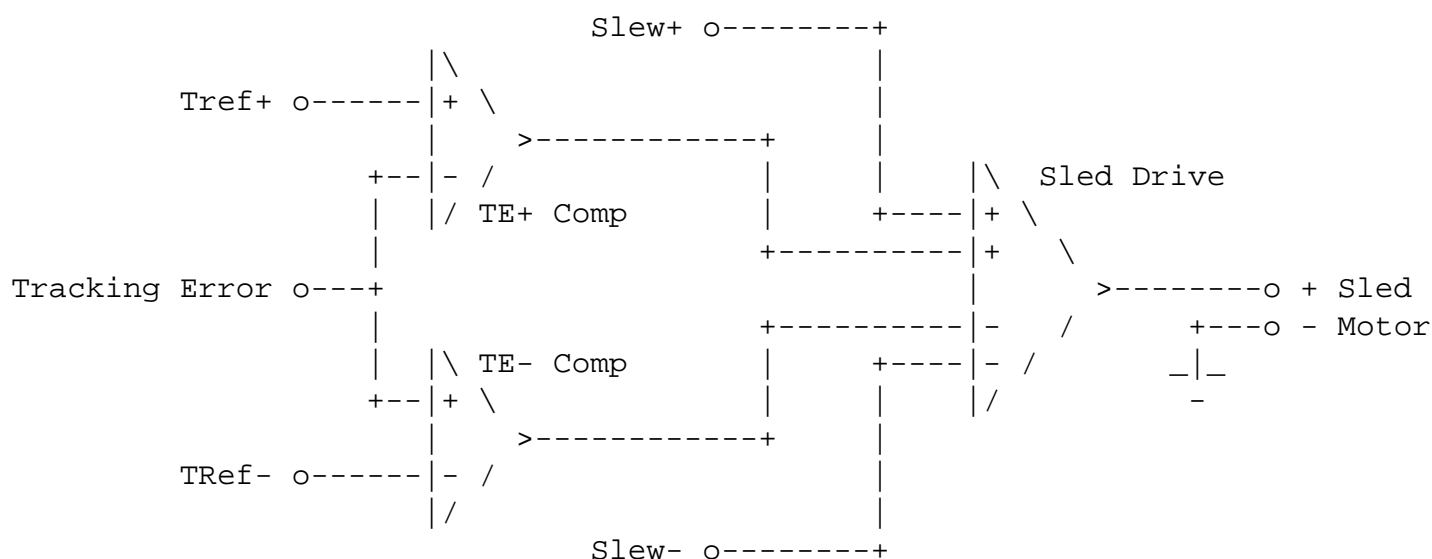 Slew+ o--------+
|\ |
Tref+ o------|+ \ |
| >------------+ |
+--|- / | | |\ Sled Drive
| |/ TE+ Comp | +----|+ \
| +----------|+ \
Tracking Error o---+ | >--------o + Sled
| +----------|- / +---o - Motor
| |\ TE- Comp | +----|- / _|_
+--|+ \ | | |/ -
| >------------+ |
TRef- o------|- / |
|/ |
Slew- o--------+